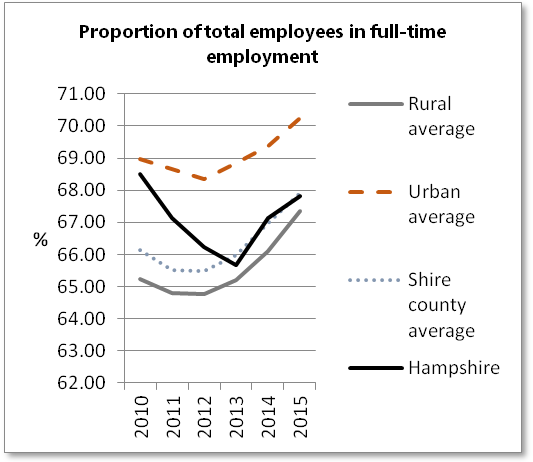 Proportion of total employees in full-time
employment
71.00
70.00
69.00
68.00
67.00
66.00
65.00
64.00
63.00
62.00
%
2010
2011
2012
2013
2014
2015
Rural
average
Urban
average
Shire
county
average
Hampshire